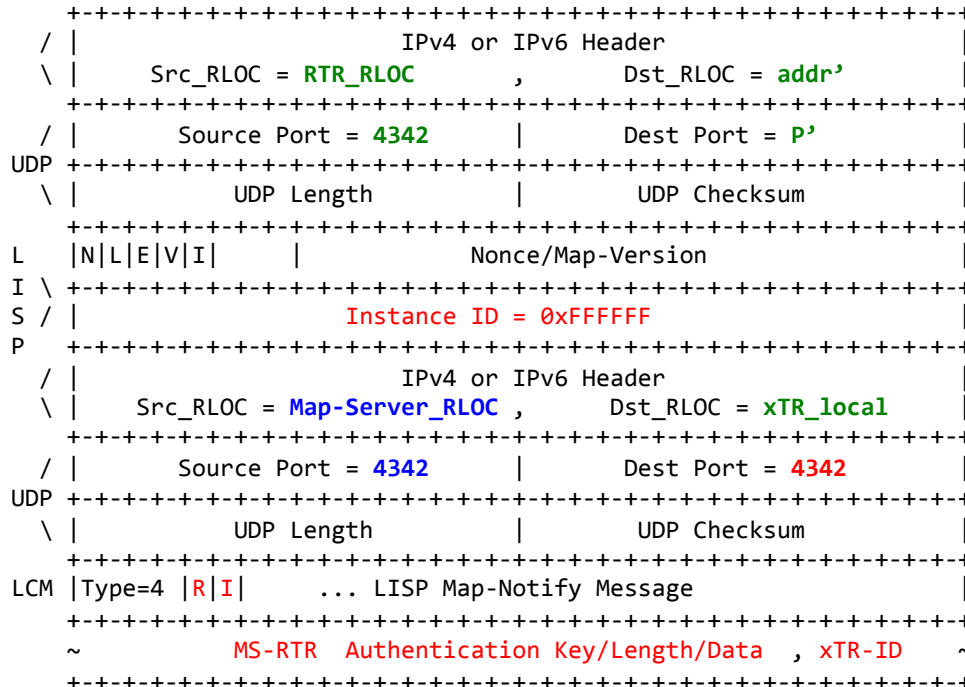 +-+-+-+-+-+-+-+-+-+-+-+-+-+-+-+-+-+-+-+-+-+-+-+-+-+-+-+-+-+-+-+-+
   / |                       IPv4 or IPv6 Header                     |
   \ |     Src_RLOC = RTR_RLOC       ,      Dst_RLOC = addr’         |
     +-+-+-+-+-+-+-+-+-+-+-+-+-+-+-+-+-+-+-+-+-+-+-+-+-+-+-+-+-+-+-+-+
   / |       Source Port = 4342      |      Dest Port = P’           |
 UDP +-+-+-+-+-+-+-+-+-+-+-+-+-+-+-+-+-+-+-+-+-+-+-+-+-+-+-+-+-+-+-+-+
   \ |           UDP Length          |        UDP Checksum           |
     +-+-+-+-+-+-+-+-+-+-+-+-+-+-+-+-+-+-+-+-+-+-+-+-+-+-+-+-+-+-+-+-+
 L   |N|L|E|V|I|     |            Nonce/Map-Version                  |
 I \ +-+-+-+-+-+-+-+-+-+-+-+-+-+-+-+-+-+-+-+-+-+-+-+-+-+-+-+-+-+-+-+-+
 S / |                   Instance ID = 0xFFFFFF                      |
 P   +-+-+-+-+-+-+-+-+-+-+-+-+-+-+-+-+-+-+-+-+-+-+-+-+-+-+-+-+-+-+-+-+
   / |                       IPv4 or IPv6 Header                     |
   \ |    Src_RLOC = Map-Server_RLOC ,      Dst_RLOC = xTR_local     |
     +-+-+-+-+-+-+-+-+-+-+-+-+-+-+-+-+-+-+-+-+-+-+-+-+-+-+-+-+-+-+-+-+
   / |       Source Port = 4342      |      Dest Port = 4342         |
 UDP +-+-+-+-+-+-+-+-+-+-+-+-+-+-+-+-+-+-+-+-+-+-+-+-+-+-+-+-+-+-+-+-+
   \ |           UDP Length          |        UDP Checksum           |
     +-+-+-+-+-+-+-+-+-+-+-+-+-+-+-+-+-+-+-+-+-+-+-+-+-+-+-+-+-+-+-+-+
 LCM |Type=4 |R|I|     ... LISP Map-Notify Message                   |
     +-+-+-+-+-+-+-+-+-+-+-+-+-+-+-+-+-+-+-+-+-+-+-+-+-+-+-+-+-+-+-+-+
     ~           MS-RTR  Authentication Key/Length/Data  , xTR-ID    ~
     +-+-+-+-+-+-+-+-+-+-+-+-+-+-+-+-+-+-+-+-+-+-+-+-+-+-+-+-+-+-+-+-+